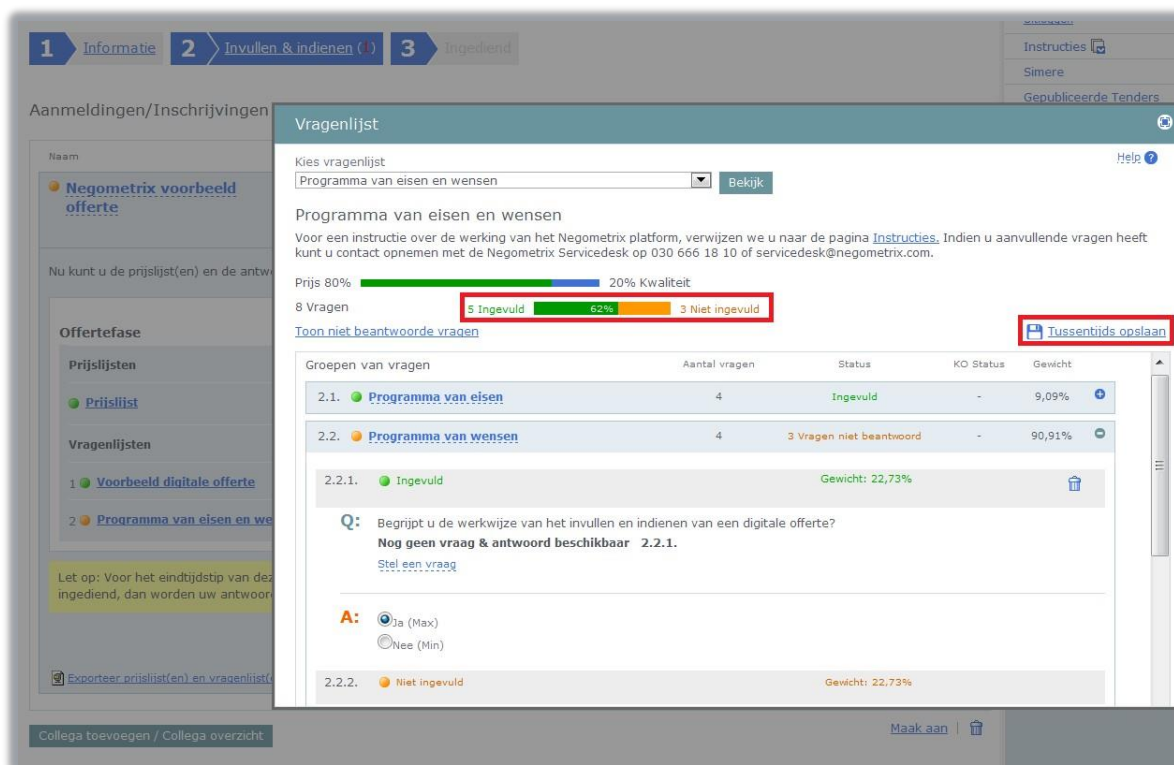 Inloggen
1 Informatie 2 Invullen & indienen (1) 3 Ingediend
Instructies
Simere
Gepubliceerde Tenders
Aanmeldingen/Inschrijvingen
Naam
Negometrix voorbeeld
offerte
Nu kunt u de prijslijst(en) en de antw
Offertefase
Prijslijsten
Prijslijst
Vragenlijsten
1 Voorbeeld digitale offerte
2 Programma van eisen en we
Let op: Voor het eindtijdstip van dez
ingediend, dan worden uw antwoor
Exporteer prijslijst(en) en vragenlijst(
Collega toevoegen / Collega overzicht
Maak aan |
Vragenlijst
Kies vragenlijst
Help ?
Programma van eisen en wensen Bekijk
Programma van eisen en wensen
Voor een instructie over de werking van het Negometrix platform, verwijzen we u naar de pagina Instructies. Indien u aanvullende vragen heeft
kunt u contact opnemen met de Negometrix Servicedesk op 030 666 18 10 of servicedesk@negometrix.com.
Prijs 80% 20% Kwaliteit
8 Vragen 5 Ingevuld 62% 3 Niet ingevuld
Toon niet beantwoorde vragen Tussentijds opslaan
Groepen van vragen Aantal vragen Status KO Status Gewicht
2.1. Programma van eisen 4 Ingevuld - 9,09%
2.2. Programma van wensen 4 3 Vragen niet beantwoord - 90,91%
2.2.1. Ingevuld Gewicht: 22,73%
Q: Begrijpt u de werkwijze van het invullen en indienen van een digitale offerte?
Nog geen vraag & antwoord beschikbaar 2.2.1.
Stel een vraag
A: Ja (Max)
Nee (Min)
2.2.2. Niet ingevuld Gewicht: 22,73%